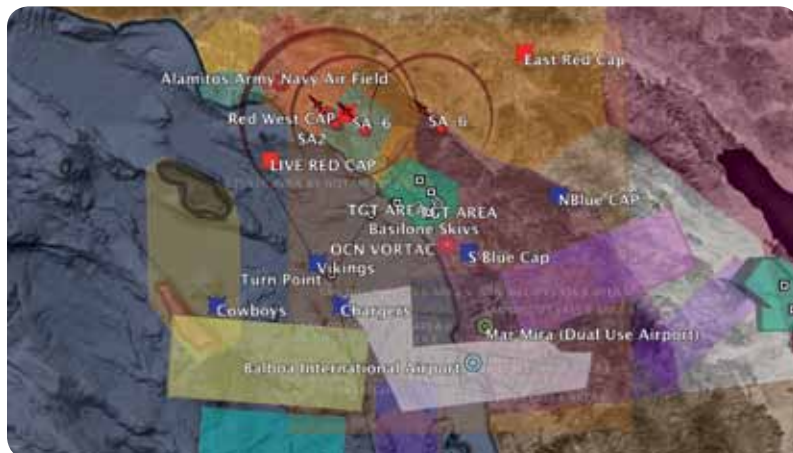 East Red Cap
Alamitos Army Navy Air Field
Red West CAP
SA-6
SA-6
SA2
LIVE RED CAP
NBlue CAP
TGT AREA
TGT AREA
Basilone Skivs
OCN VORTAC
S Blue Cap
Vikings
Turn Point
Cowboys
Chargers
Mar Mira (Dual Use Airport)
Balboa International Airport